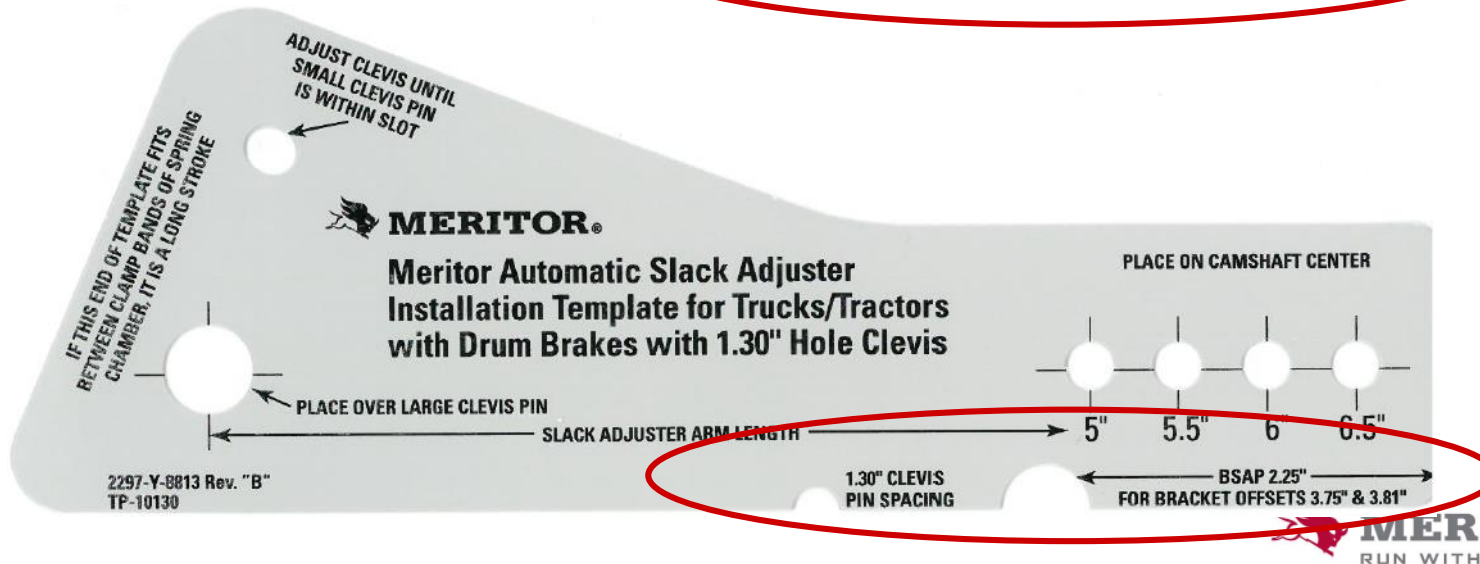 ADJUST CLEVIS UNTIL
SMALL CLEVIS PIN
IS WITHIN SLOT
IF THIS END OF TEMPLATE FITS
BETWEEN CLAMP BANDS OF SPRING
CHAMBER, IT IS A LONG STROKE
MERITOR®
Meritor Automatic Slack Adjuster
Installation Template for Trucks/Tractors
with Drum Brakes with 1.30" Hole Clevis
PLACE ON CAMSHAFT CENTER
PLACE OVER LARGE CLEVIS PIN
SLACK ADJUSTER ARM LENGTH
5" 5.5" 6" 6.5"
2297-Y-8813 Rev. "B"
TP-10130
1.30" CLEVIS
PIN SPACING
BSAP 2.25"
FOR BRACKET OFFSETS 3.75" & 3.81"
MER
RUN WITH